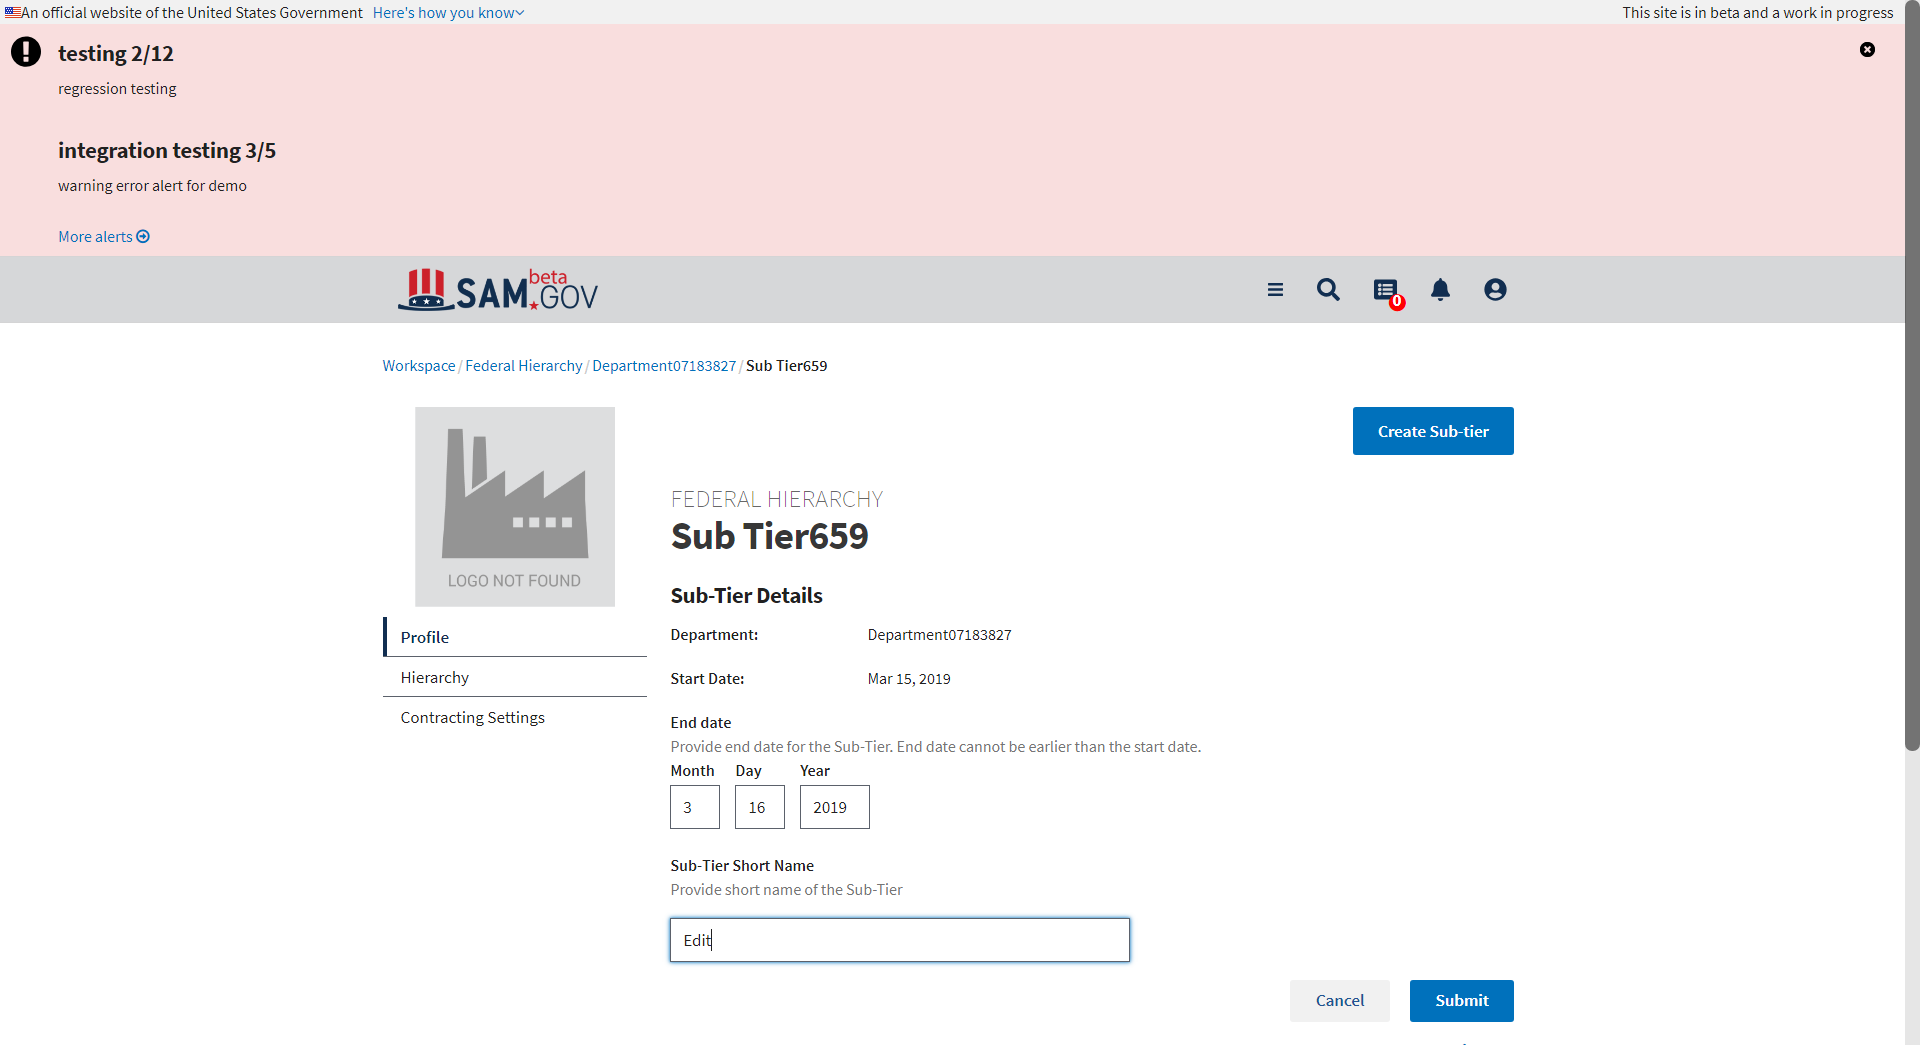 An official website of the United States Government Here's how you know
This site is in beta and a work in progress
testing 2/12
regression testing
integration testing 3/5
warning error alert for demo
More alerts
SAM.GOV beta
0
Workspace / Federal Hierarchy / Department07183827 / Sub Tier659
LOGO NOT FOUND
Create Sub-tier
FEDERAL HIERARCHY
Sub Tier659
Profile
Hierarchy
Contracting Settings
Sub-Tier Details
Department: Department07183827
Start Date: Mar 15, 2019
End date
Provide end date for the Sub-Tier. End date cannot be earlier than the start date.
Month Day Year
3 16 2019
Sub-Tier Short Name
Provide short name of the Sub-Tier
Edit
Cancel Submit